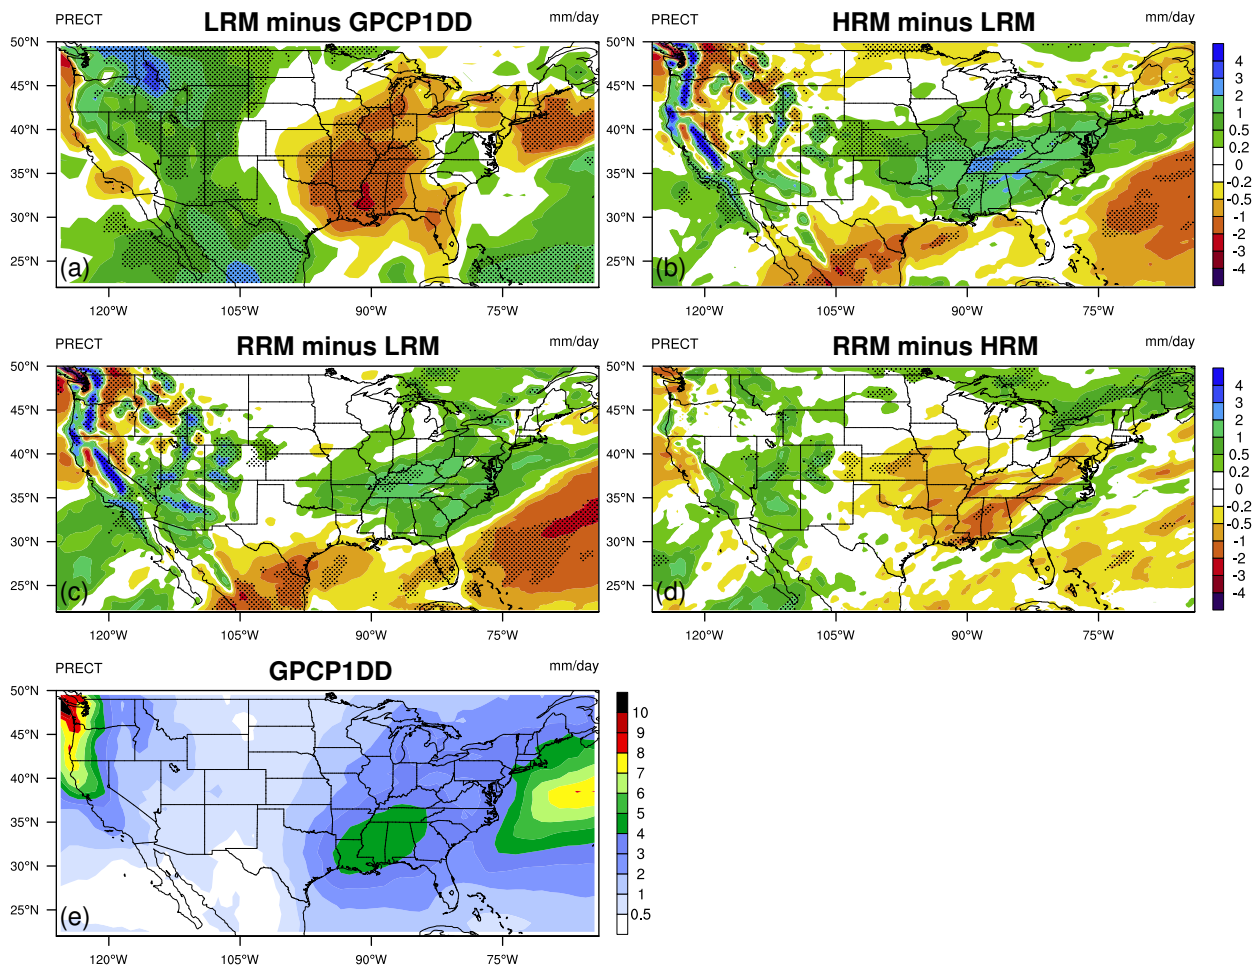 LRM minus GPCP1DD
PRECT
mm/day
50°N
45°N
40°N
35°N
30°N
25°N
(a)
120°W
105°W
90°W
75°W
HRM minus LRM
PRECT
mm/day
50°N
45°N
40°N
35°N
30°N
25°N
(b)
120°W
105°W
90°W
75°W
4
3
2
1
0.5
0.2
0
-0.2
-0.5
-1
-2
-3
-4
RRM minus LRM
PRECT
mm/day
50°N
45°N
40°N
35°N
30°N
25°N
(c)
120°W
105°W
90°W
75°W
RRM minus HRM
PRECT
mm/day
50°N
45°N
40°N
35°N
30°N
25°N
(d)
120°W
105°W
90°W
75°W
4
3
2
1
0.5
0.2
0
-0.2
-0.5
-1
-2
-3
-4
GPCP1DD
PRECT
mm/day
50°N
45°N
40°N
35°N
30°N
25°N
(e)
120°W
105°W
90°W
75°W
10
9
8
7
6
5
4
3
2
1
0.5